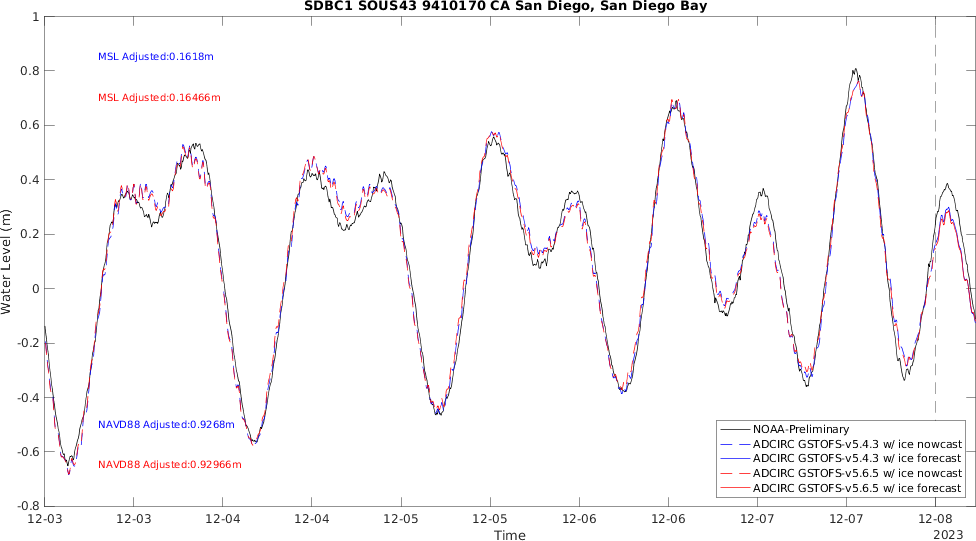 SDBC1 SOUS43 9410170 CA San Diego, San Diego Bay
1
0.8
0.6
0.4
0.2
0
-0.2
-0.4
-0.6
-0.8
Water Level (m)
MSL Adjusted:0.1618m
MSL Adjusted:0.16466m
NAVD88 Adjusted:0.9268m
NAVD88 Adjusted:0.92966m
NOAA-Preliminary
ADCIRC GSTOFS-v5.4.3 w/ ice nowcast
ADCIRC GSTOFS-v5.4.3 w/ ice forecast
ADCIRC GSTOFS-v5.6.5 w/ ice nowcast
ADCIRC GSTOFS-v5.6.5 w/ ice forecast
12-03 12-03 12-04 12-04 12-05 12-05 12-06 12-06 12-07 12-07 12-08
2023
Time